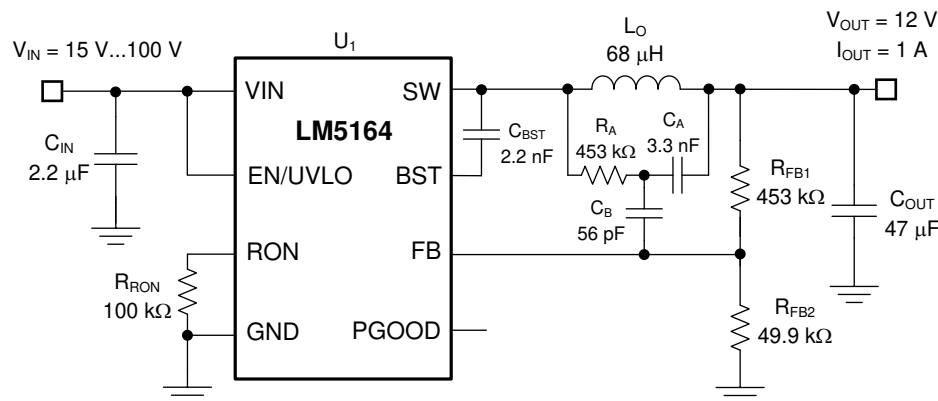 V_IN = 15 V...100 V
U₁
L_O
68 μH
V_OUT = 12 V
I_OUT = 1 A
VIN
SW
LM5164
C_IN
2.2 μF
C_BST
2.2 nF
R_A
453 kΩ
C_A
3.3 nF
EN/UVLO
BST
R_FB1
453 kΩ
C_B
56 pF
C_OUT
47 μF
RON
FB
R_RON
100 kΩ
GND
PGOOD
R_FB2
49.9 kΩ